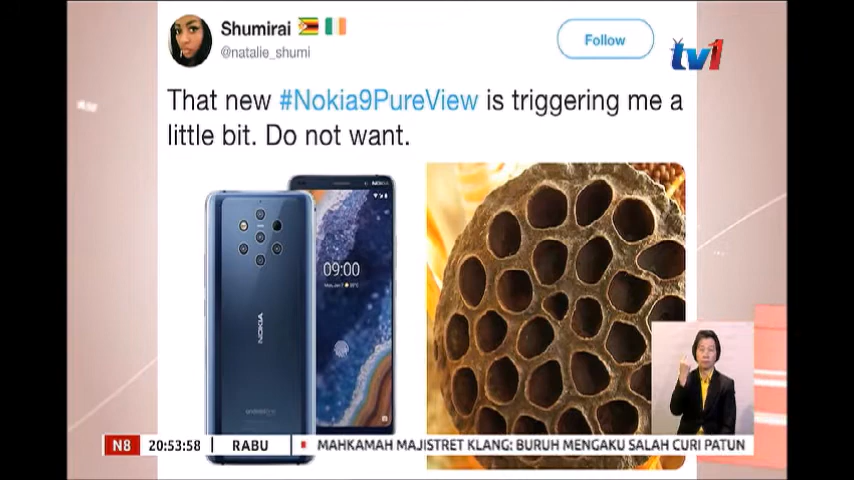 Shumirai
@natalie_shumi
Follow
tv1
That new #Nokia9PureView is triggering me a
little bit. Do not want.
NOKIA
09:00
NOKIA
N8 20:53:58 RABU MAHKAMAH MAJISTRET KLANG: BURUH MENGAKU SALAH CURI PATUN